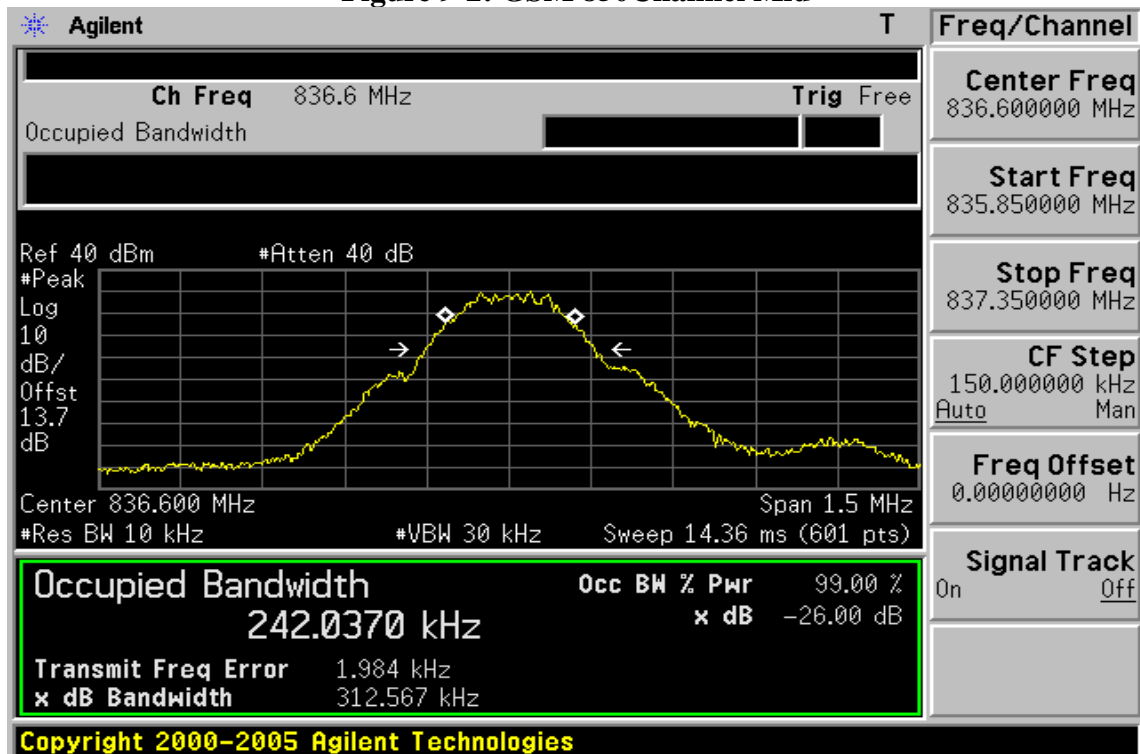 Agilent T
Ch Freq 836.6 MHz Trig Free
Occupied Bandwidth
Ref 40 dBm #Atten 40 dB
#Peak
Log
10
dB/
Offst
13.7
dB
Center 836.600 MHz Span 1.5 MHz
#Res BW 10 kHz #VBW 30 kHz Sweep 14.36 ms (601 pts)
Occupied Bandwidth
242.0370 kHz
Occ BW % Pwr 99.00 %
x dB -26.00 dB
Transmit Freq Error 1.984 kHz
x dB Bandwidth 312.567 kHz
Copyright 2000-2005 Agilent Technologies
Freq/Channel
Center Freq
836.600000 MHz
Start Freq
835.850000 MHz
Stop Freq
837.350000 MHz
CF Step
150.000000 kHz
Auto Man
Freq Offset
0.00000000 Hz
Signal Track
On Off